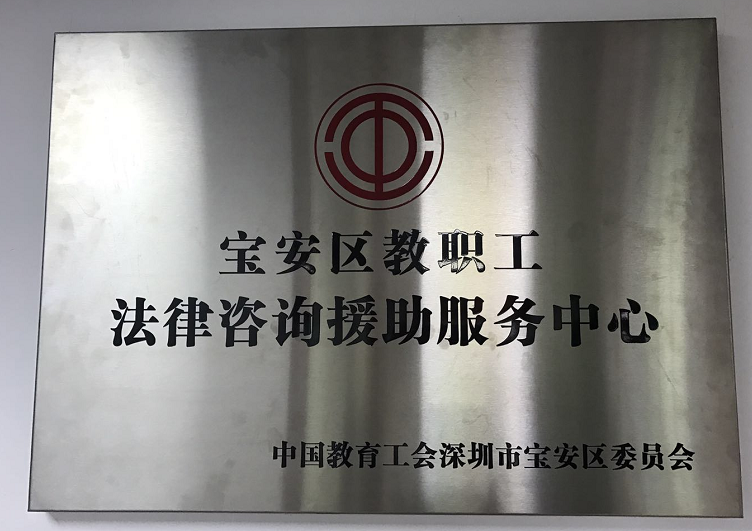 宝安区教职工
法律咨询援助服务中心
中国教育工会深圳市宝安区委员会